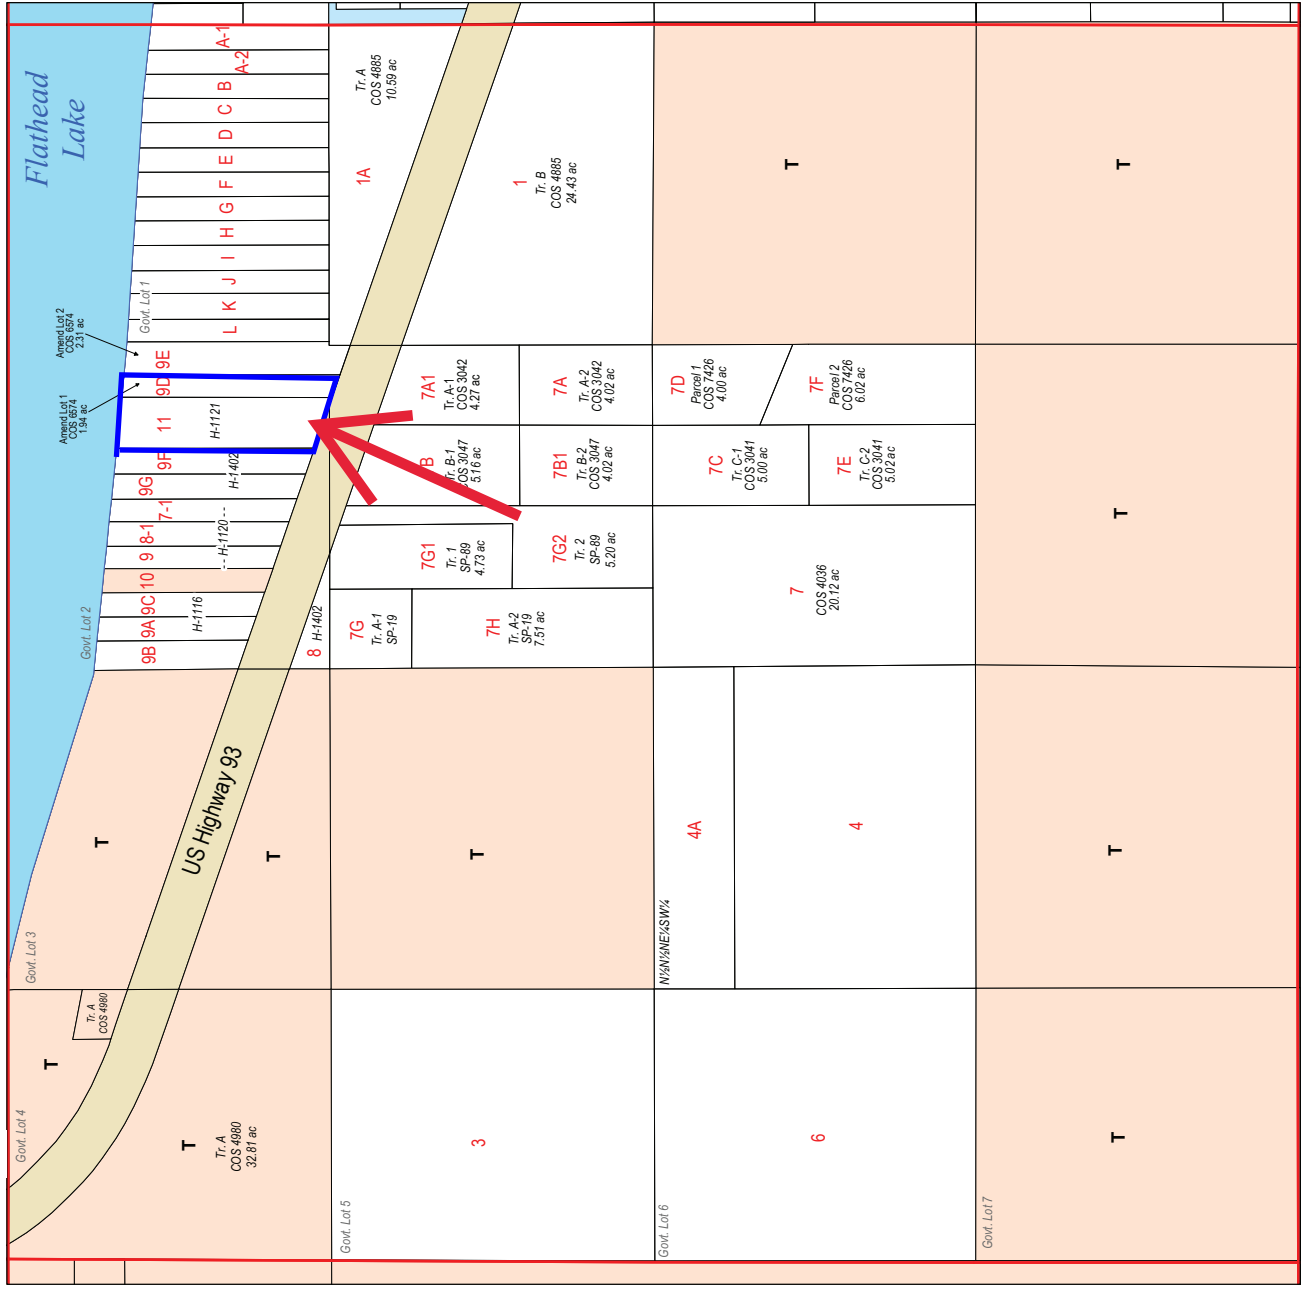 Flathead
Lake
A-1
A-2
B
C
D
E
F
G
H
I
J
K
L
Govt. Lot 1
Tr. A
COS 4885
10.59 ac
1A
1
Tr. B
COS 4885
24.43 ac
T
T
Amend Lot 2
COS 6574
2.31 ac
Amend Lot 1
COS 6574
1.94 ac
9E
9D
11
H-1121
9F
H-1402
9G
7-1
8-1
H-1120
9
10
9C
9A
9B
H-1116
Govt. Lot 2
8
H-1402
7A1
Tr. A-1
COS 3042
4.27 ac
7A
Tr. A-2
COS 3042
4.02 ac
7D
Parcel 1
COS 7426
4.00 ac
7F
Parcel 2
COS 7426
6.02 ac
B
Tr. B-1
COS 3047
5.16 ac
7B1
Tr. B-2
COS 3047
4.02 ac
7C
Tr. C-1
COS 3041
5.00 ac
7E
Tr. C-2
COS 3041
5.02 ac
T
7G1
Tr. 1
SP-89
4.73 ac
7G2
Tr. 2
SP-89
5.20 ac
7
COS 4036
20.12 ac
7G
Tr. A-1
SP-19
7H
Tr. A-2
SP-19
7.51 ac
US Highway 93
T
T
T
Govt. Lot 3
4A
N½N½NE¼SW¼
4
T
Tr. A
COS 4980
T
Govt. Lot 4
T
Tr. A
COS 4980
32.81 ac
3
Govt. Lot 5
6
Govt. Lot 6
T
Govt. Lot 7